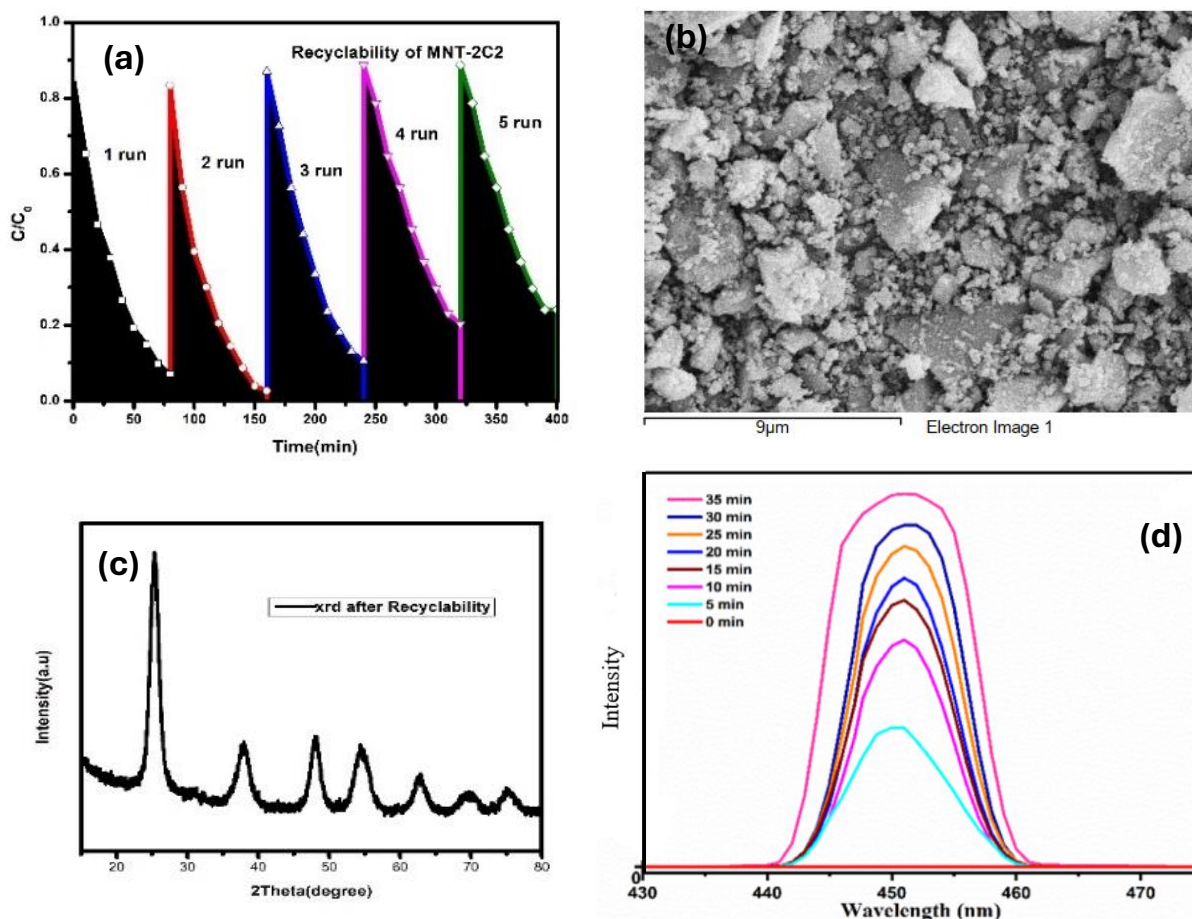 (a)
Recyclability of MNT-2C2
1 run
2 run
3 run
4 run
5 run
C/C0
1.0
0.8
0.6
0.4
0.2
0.0
0 50 100 150 200 250 300 350 400
Time(min)
(b)
9µm
Electron Image 1
(c)
xrd after Recyclability
Intensity(a.u)
20 30 40 50 60 70 80
2Theta(degree)
(d)
35 min
30 min
25 min
20 min
15 min
10 min
5 min
0 min
Intensity
0
430 440 450 460 470
Wavelength (nm)